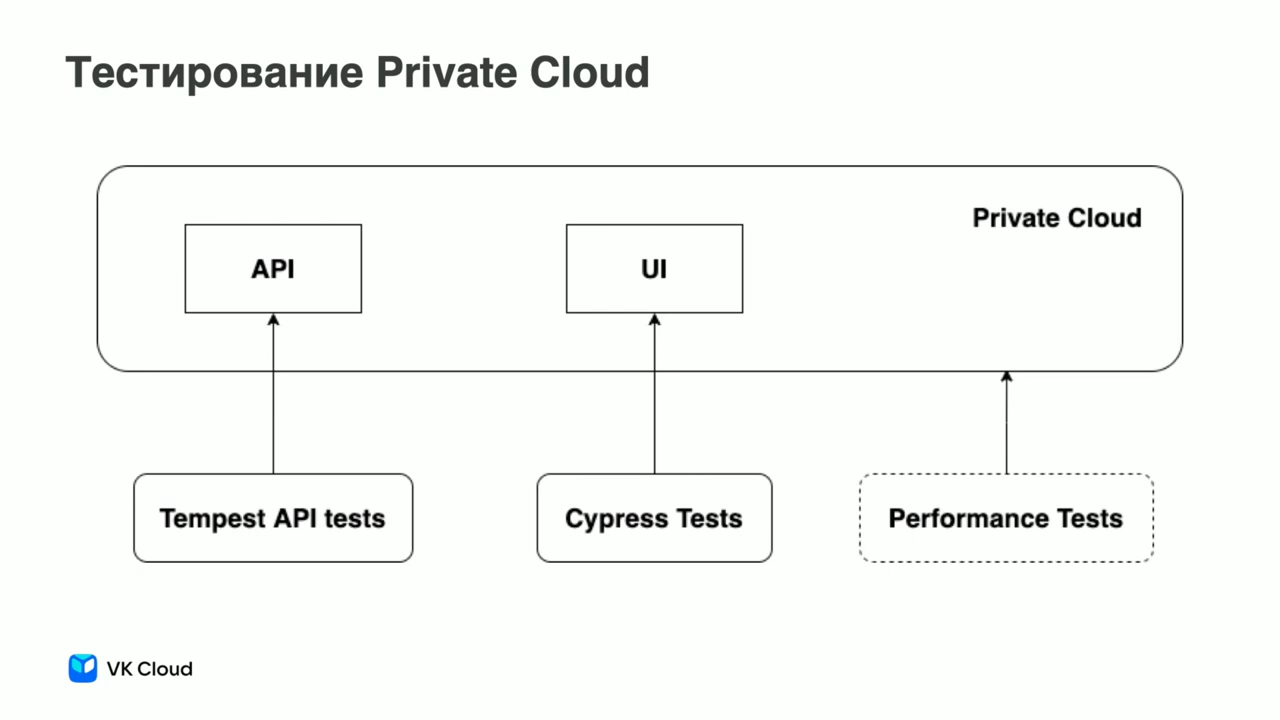 Тестирование Private Cloud
Private Cloud
API
UI
Tempest API tests
Cypress Tests
Performance Tests
VK Cloud